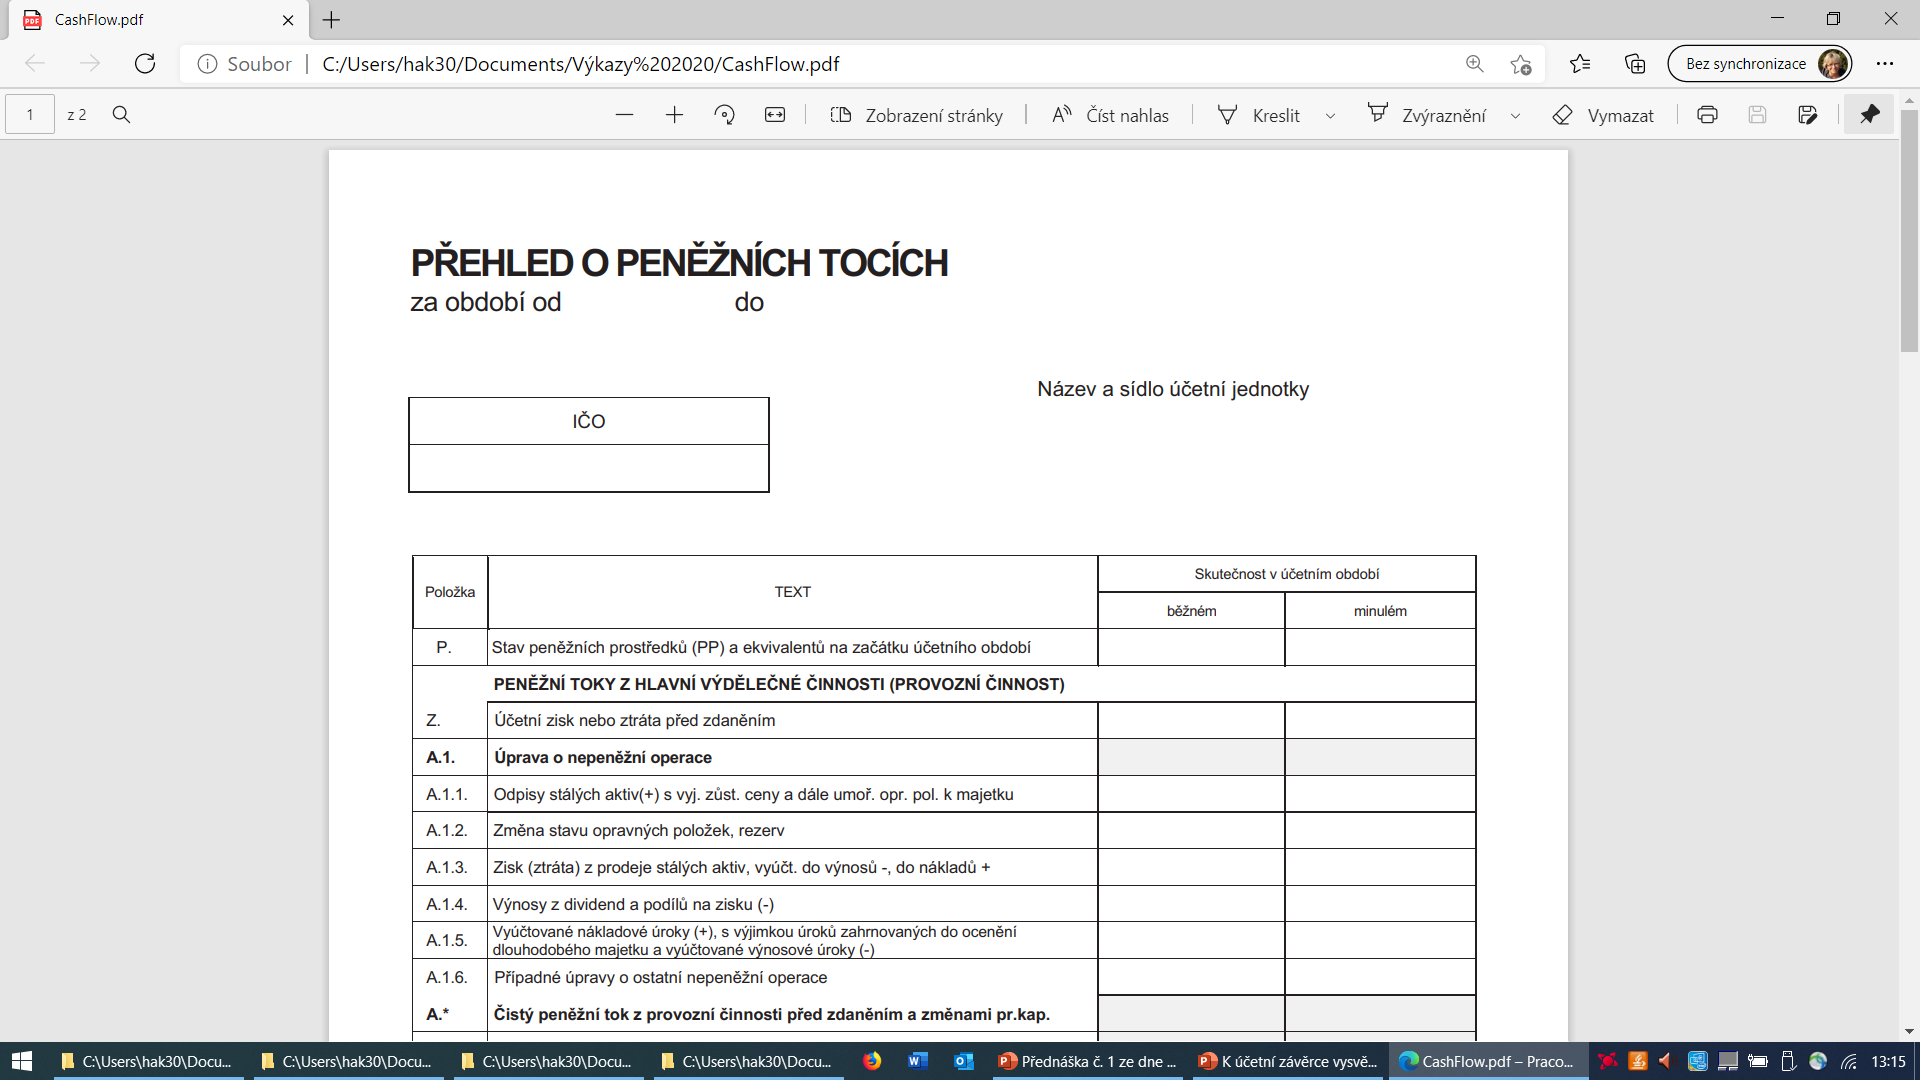 CashFlow.pdf
Soubor | C:/Users/hak30/Documents/Výkazy%202020/CashFlow.pdf
Bez synchronizace
1 z 2
Zobrazení stránky
Číst nahlas
Kreslit
Zvýraznění
Vymazat
PŘEHLED O PENĚŽNÍCH TOCÍCH
za období od do
Název a sídlo účetní jednotky
IČO
Položka TEXT Skutečnost v účetním období
běžném minulém
P. Stav peněžních prostředků (PP) a ekvivalentů na začátku účetního období
PENĚŽNÍ TOKY Z HLAVNÍ VÝDĚLEČNÉ ČINNOSTI (PROVOZNÍ ČINNOST)
Z. Účetní zisk nebo ztráta před zdaněním
A.1. Úprava o nepeněžní operace
A.1.1. Odpisy stálých aktiv(+) s vyj. zůst. ceny a dále umoř. opr. pol. k majetku
A.1.2. Změna stavu opravných položek, rezerv
A.1.3. Zisk (ztráta) z prodeje stálých aktiv, vyúčt. do výnosů -, do nákladů +
A.1.4. Výnosy z dividend a podílů na zisku (-)
A.1.5. Vyúčtované nákladové úroky (+), s výjimkou úroků zahrnovaných do ocenění
dlouhodobého majetku a vyúčtované výnosové úroky (-)
A.1.6. Případné úpravy o ostatní nepeněžní operace
A.* Čistý peněžní tok z provozní činnosti před zdaněním a změnami pr.kap.
C:\Users\hak30\Docu...
C:\Users\hak30\Docu...
C:\Users\hak30\Docu...
C:\Users\hak30\Docu...
Přednáška č. 1 ze dne ...
K účetní závěrce vysvě...
CashFlow.pdf – Praco...
13:15